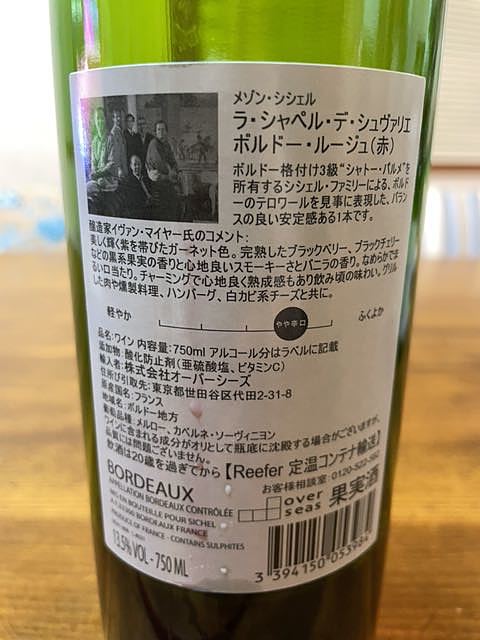 メゾン・シシェル
ラ・シャペル・デ・シュヴァリエ
ボルドー・ルージュ(赤)
ボルドー格付け3級“シャトー・パルメ”を
所有するシシェル・ファミリーによる、ボルド
ーのテロワールを見事に表現した、バラン
スの良い安定感ある1本です。
醸造家イヴァン・マイヤー氏のコメント:
美しく輝く紫を帯びたガーネット色。完熟したブラックベリー、ブラックチェリー
などの黒系果実の香りと心地良いスモーキーさとバニラの香り。なめらかでま
るい口当たり。チャーミングで心地良く熟成感もあり飲み頃の味わい。グリル
した肉や燻製料理、ハンバーグ、白カビ系チーズと共に。
軽やか やや辛口 ふくよか
品名:ワイン 内容量:750ml アルコール分はラベルに記載
添加物:酸化防止剤(亜硫酸塩、ビタミンC)
輸入者:株式会社オーバーシーズ
住所/引取先:東京都世田谷区代田2-31-8
原産国名:フランス
地域名:ボルドー地方
葡萄品種:メルロー、カベルネ・ソーヴィニヨン
ワインに含まれる成分がオリとして瓶底に沈殿する場合がございますが、
品質には問題ございません。
飲酒は20歳を過ぎてから【Reefer 定温コンテナ輸送】
お客様相談室:0120-522-582
BORDEAUX
APPELLATION BORDEAUX CONTRÔLÉE
MIS EN BOUTEILLE POUR SICHEL
BORDEAUX FRANCE
PRODUCE OF FRANCE - CONTAINS SULPHITES
13.5% VOL - 750 ML
over
seas
果実酒
3 394150 053984